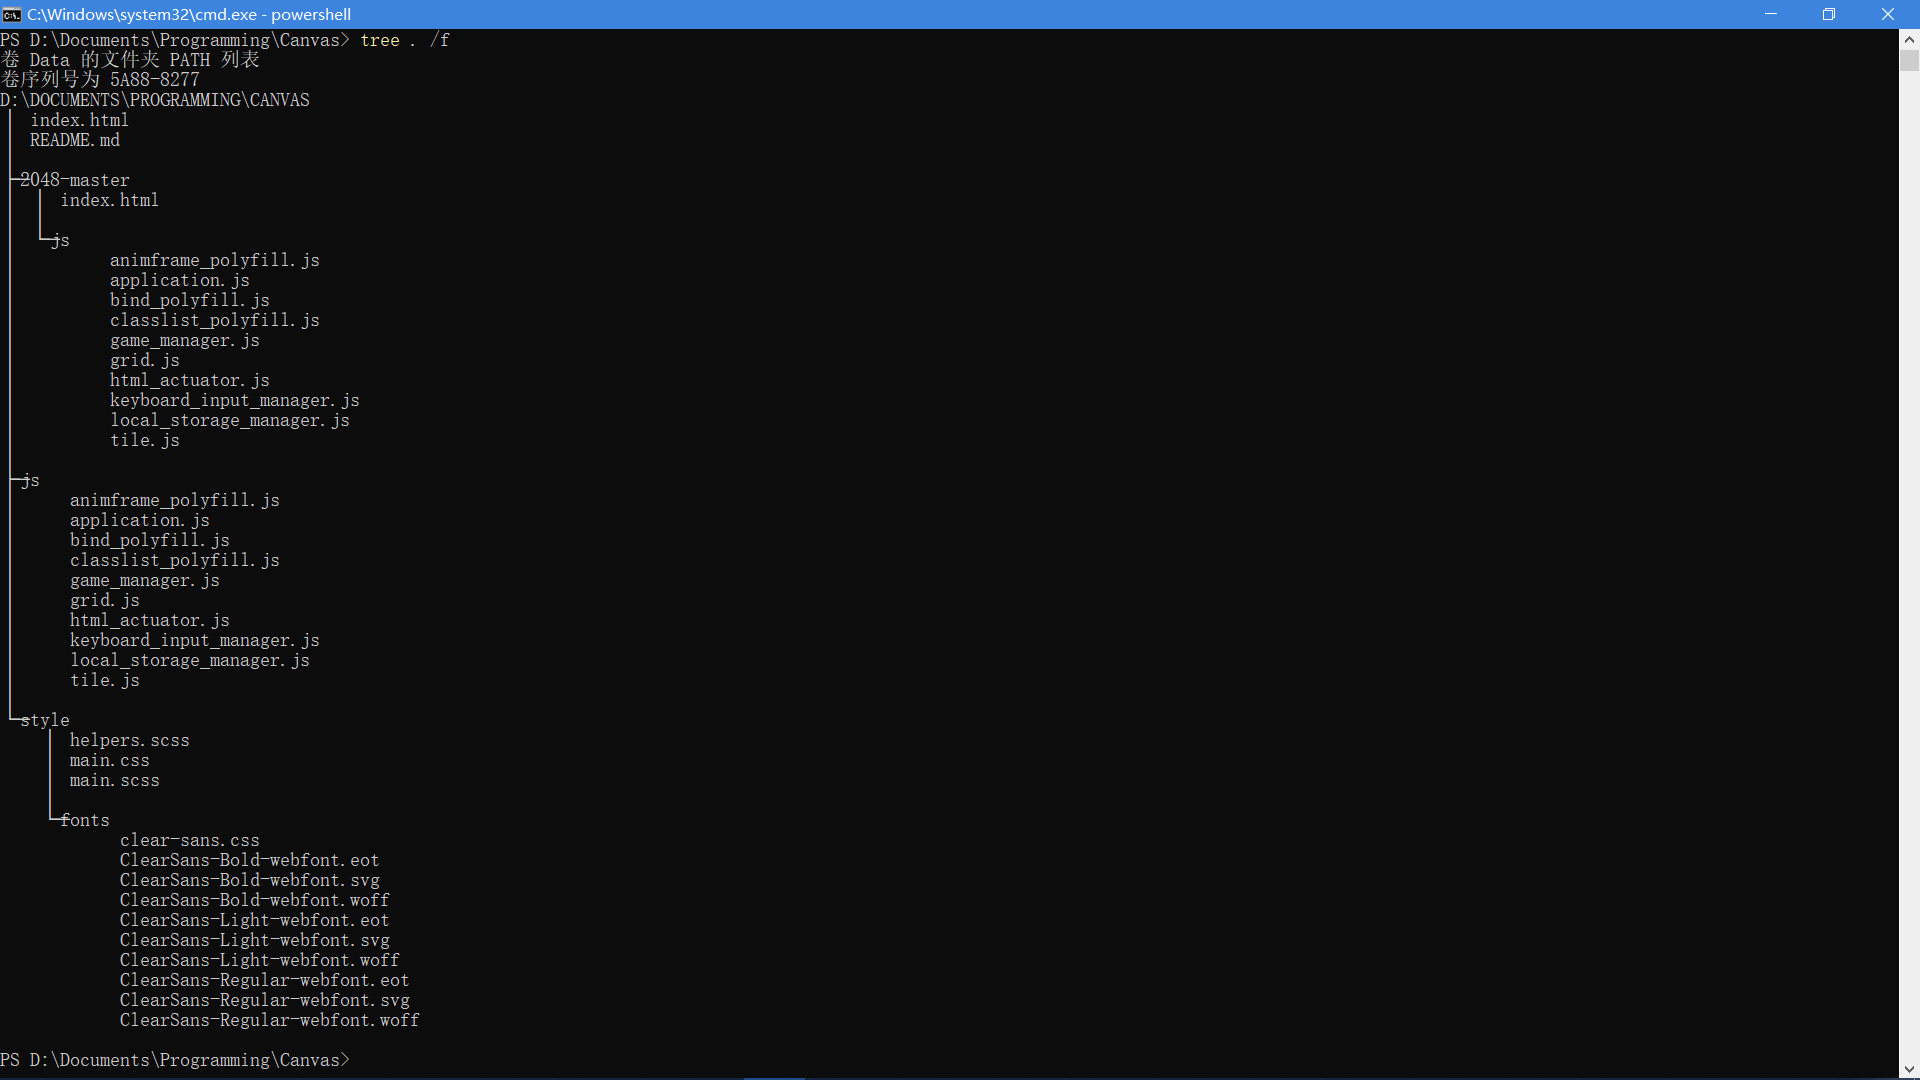 C:\Windows\system32\cmd.exe - powershell
PS D:\Documents\Programming\Canvas> tree . /f
卷 Data 的文件夹 PATH 列表
卷序列号为 5A88-8277
D:\DOCUMENTS\PROGRAMMING\CANVAS
index.html
README.md
2048-master
index.html
js
animframe_polyfill.js
application.js
bind_polyfill.js
classlist_polyfill.js
game_manager.js
grid.js
html_actuator.js
keyboard_input_manager.js
local_storage_manager.js
tile.js
js
animframe_polyfill.js
application.js
bind_polyfill.js
classlist_polyfill.js
game_manager.js
grid.js
html_actuator.js
keyboard_input_manager.js
local_storage_manager.js
tile.js
style
helpers.scss
main.css
main.scss
fonts
clear-sans.css
ClearSans-Bold-webfont.eot
ClearSans-Bold-webfont.svg
ClearSans-Bold-webfont.woff
ClearSans-Light-webfont.eot
ClearSans-Light-webfont.svg
ClearSans-Light-webfont.woff
ClearSans-Regular-webfont.eot
ClearSans-Regular-webfont.svg
ClearSans-Regular-webfont.woff
PS D:\Documents\Programming\Canvas>